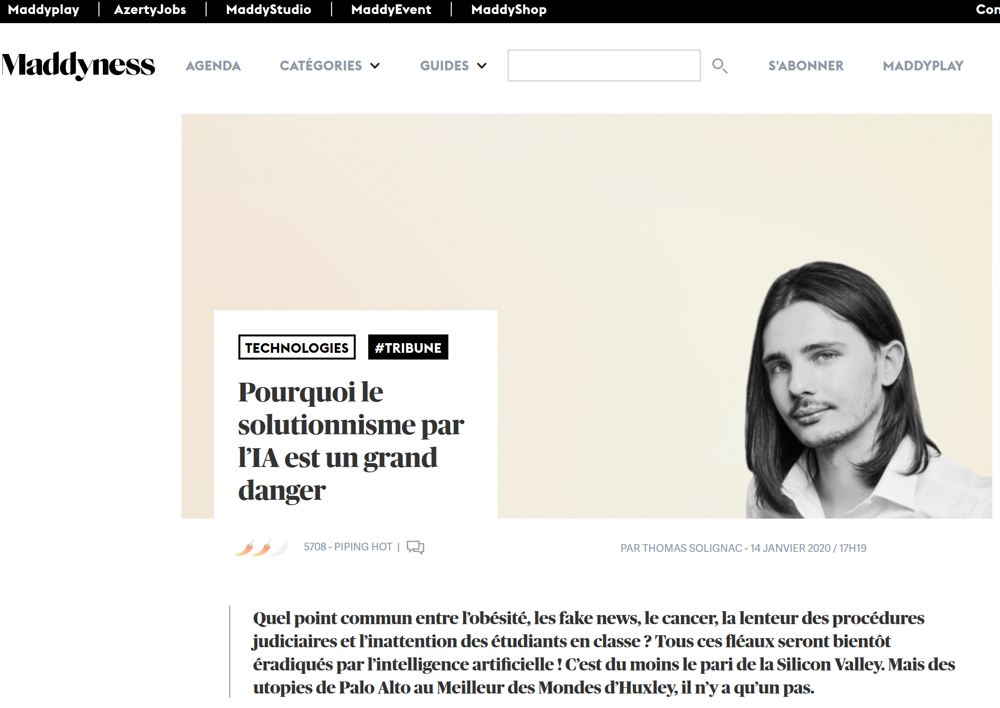 Maddyplay | AzertyJobs | MaddyStudio | MaddyEvent | MaddyShop
Maddyness AGENDA CATÉGORIES GUIDES S'ABONNER MADDYPLAY
TECHNOLOGIES #TRIBUNE
Pourquoi le
solutionnisme par
l’IA est un grand
danger
5708 - PIPING HOT |
PAR THOMAS SOLIGNAC - 14 JANVIER 2020 / 17H19
Quel point commun entre l’obésité, les fake news, le cancer, la lenteur des procédures
judiciaires et l’inattention des étudiants en classe ? Tous ces fléaux seront bientôt
éradiqués par l’intelligence artificielle ! C’est du moins le pari de la Silicon Valley. Mais des
utopies de Palo Alto au Meilleur des Mondes d’Huxley, il n’y a qu’un pas.